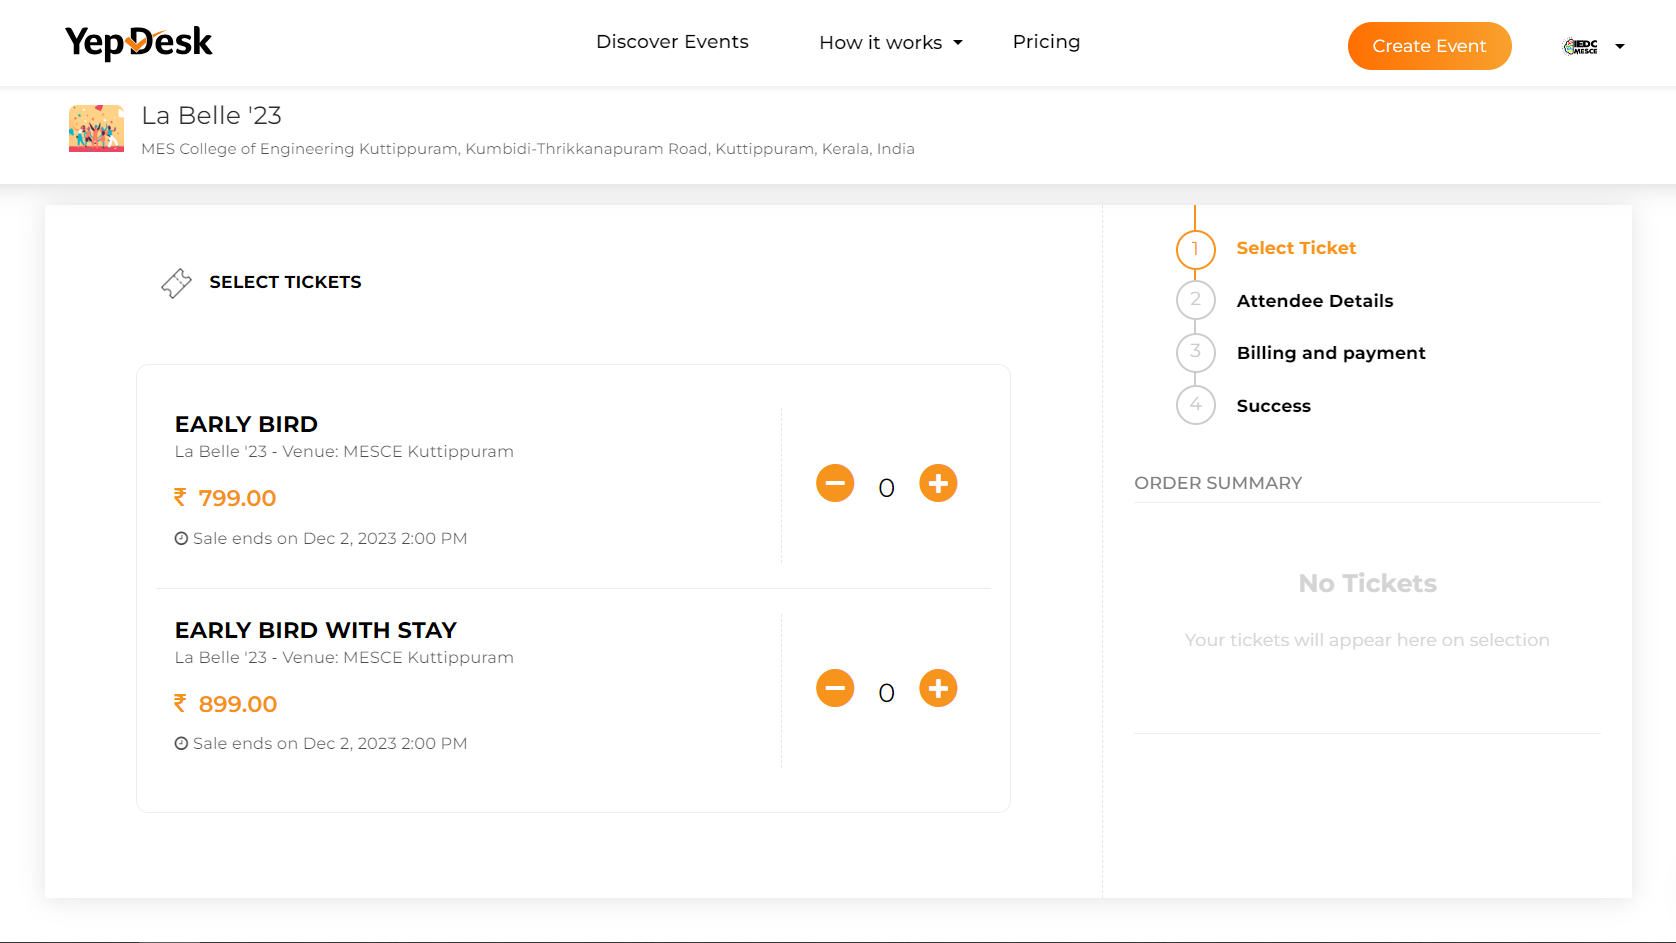 YepDesk
Discover Events
How it works
Pricing
Create Event
IEDC
MESCE
La Belle '23
MES College of Engineering Kuttippuram, Kumbidi-Thrikkanapuram Road, Kuttippuram, Kerala, India
SELECT TICKETS
EARLY BIRD
La Belle '23 - Venue: MESCE Kuttippuram
₹ 799.00
Sale ends on Dec 2, 2023 2:00 PM
0
EARLY BIRD WITH STAY
La Belle '23 - Venue: MESCE Kuttippuram
₹ 899.00
Sale ends on Dec 2, 2023 2:00 PM
0
1 Select Ticket
2 Attendee Details
3 Billing and payment
4 Success
ORDER SUMMARY
No Tickets
Your tickets will appear here on selection